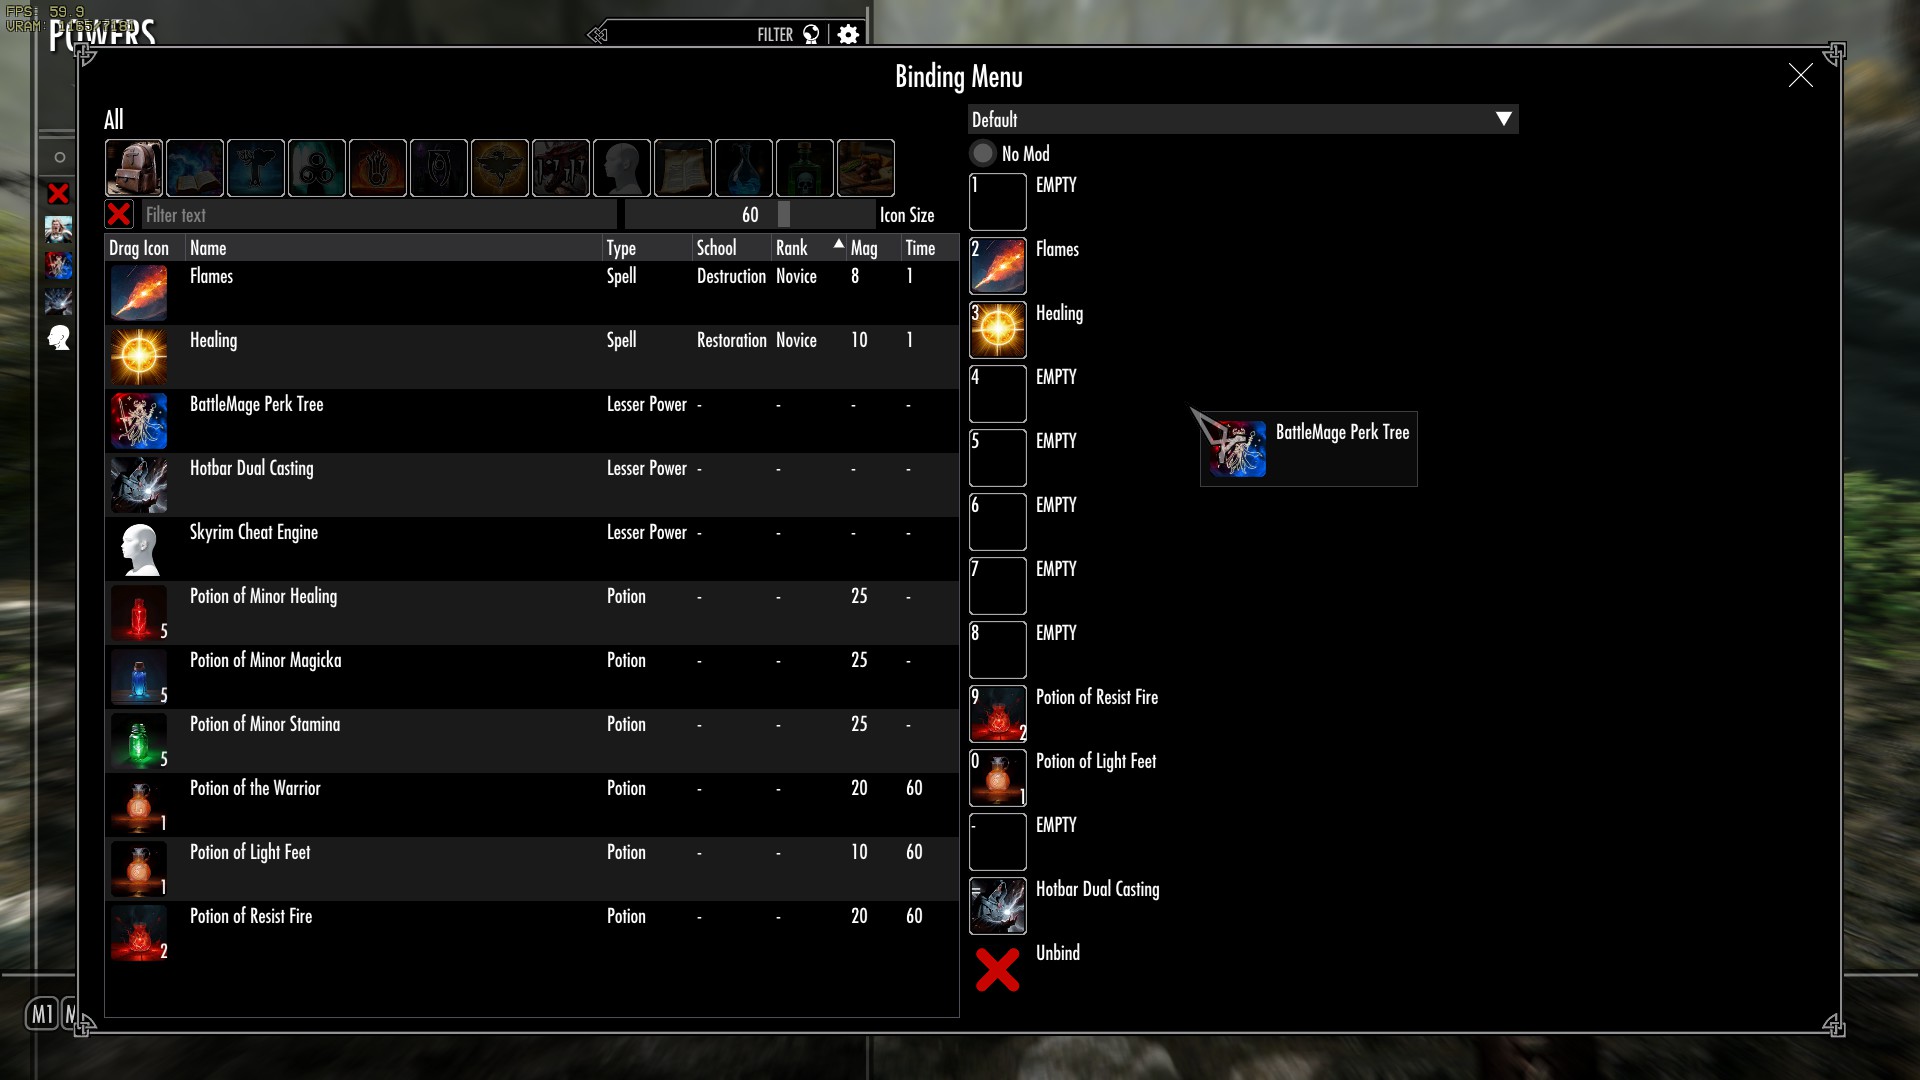 FPS: 59.9
VRAM: 1165/7181
POWERS
FILTER
Binding Menu
All
Filter text
60
Icon Size
Drag Icon Name Type School Rank Mag Time
Flames Spell Destruction Novice 8 1
Healing Spell Restoration Novice 10 1
BattleMage Perk Tree Lesser Power - - - -
Hotbar Dual Casting Lesser Power - - - -
Skyrim Cheat Engine Lesser Power - - - -
5 Potion of Minor Healing Potion - - 25 -
5 Potion of Minor Magicka Potion - - 25 -
5 Potion of Minor Stamina Potion - - 25 -
1 Potion of the Warrior Potion - - 20 60
1 Potion of Light Feet Potion - - 10 60
2 Potion of Resist Fire Potion - - 20 60
Default
No Mod
1 EMPTY
2 Flames
3 Healing
4 EMPTY
5 EMPTY
6 EMPTY
7 EMPTY
8 EMPTY
9 2 Potion of Resist Fire
0 1 Potion of Light Feet
- EMPTY
= Hotbar Dual Casting
Unbind
BattleMage Perk Tree
M1